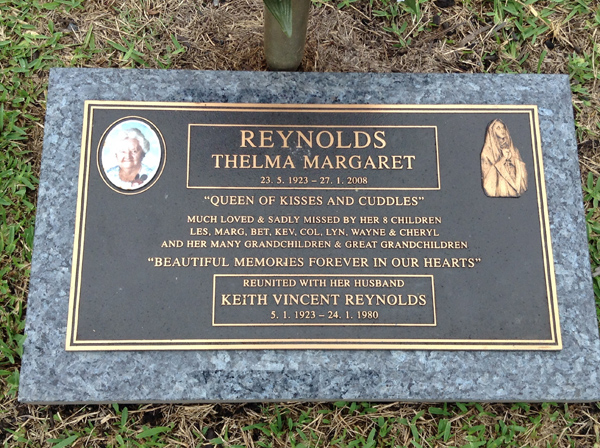 REYNOLDS
THELMA MARGARET
23. 5. 1923 – 27. 1. 2008
“QUEEN OF KISSES AND CUDDLES”
MUCH LOVED & SADLY MISSED BY HER 8 CHILDREN
LES, MARG, BET, KEV, COL, LYN, WAYNE & CHERYL
AND HER MANY GRANDCHILDREN & GREAT GRANDCHILDREN
“BEAUTIFUL MEMORIES FOREVER IN OUR HEARTS”
REUNITED WITH HER HUSBAND
KEITH VINCENT REYNOLDS
5. 1. 1923 – 24. 1. 1980